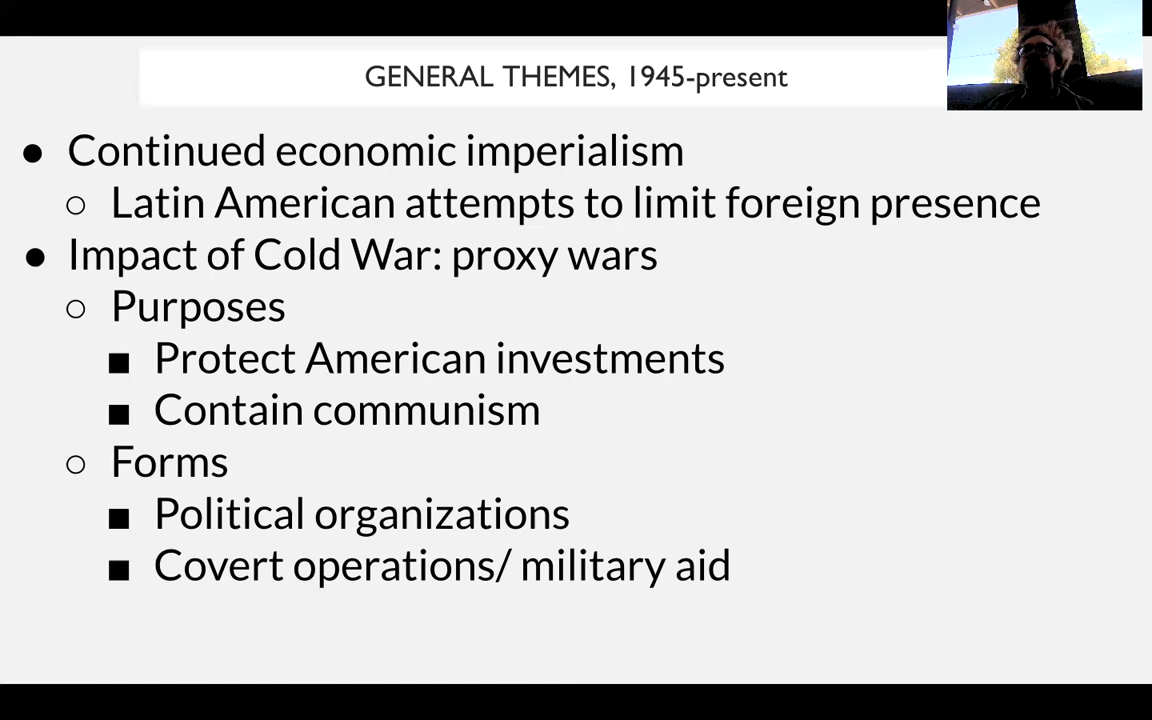 GENERAL THEMES, 1945-present
● Continued economic imperialism
○ Latin American attempts to limit foreign presence
● Impact of Cold War: proxy wars
○ Purposes
■ Protect American investments
■ Contain communism
○ Forms
■ Political organizations
■ Covert operations/ military aid